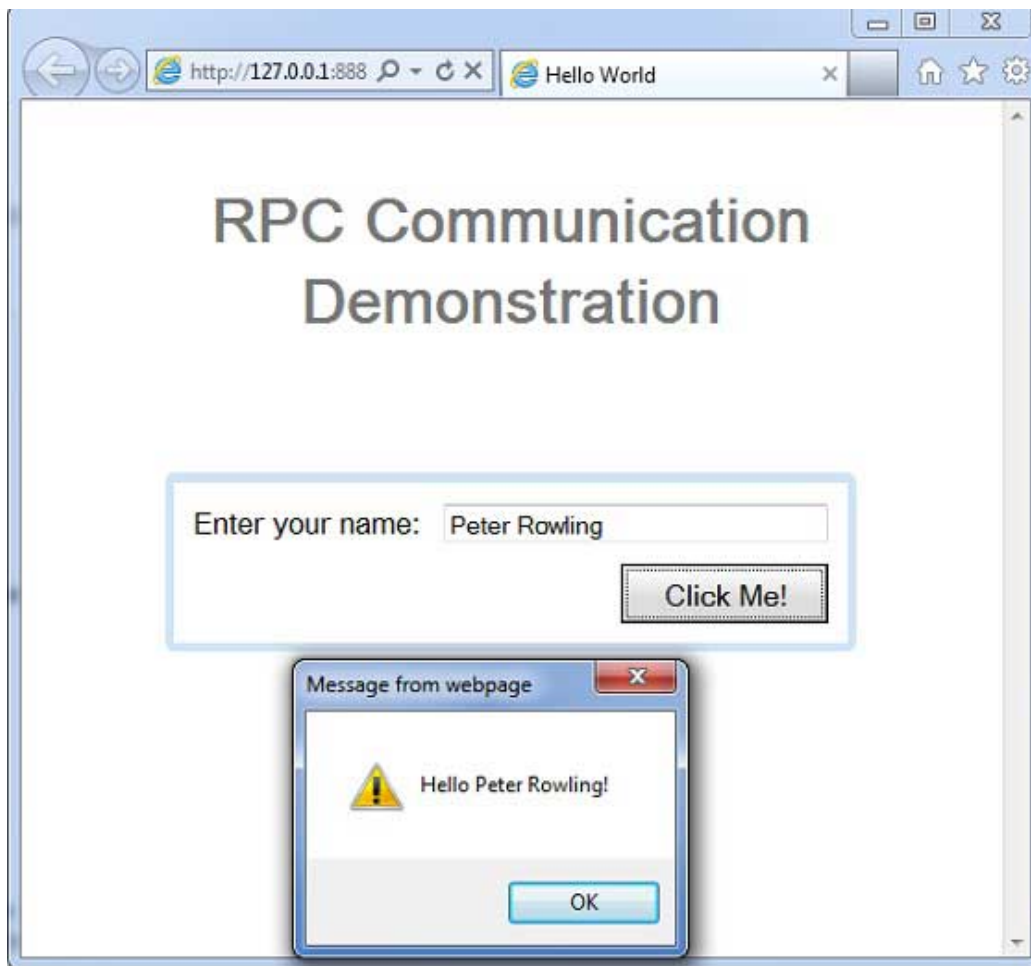 http://127.0.0.1:888
Hello World
RPC Communication
Demonstration
Enter your name:
Peter Rowling
Click Me!
Message from webpage
Hello Peter Rowling!
OK